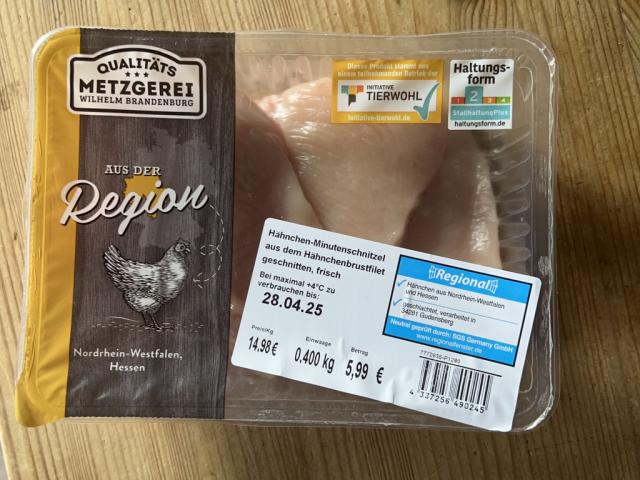 QUALITÄTS
METZGEREI
WILHELM BRANDENBURG
AUS DER
Region
Nordrhein-Westfalen,
Hessen
Dieses Produkt stammt aus
einem teilnehmenden Betrieb der
INITIATIVE
TIERWOHL
initiative-tierwohl.de
Haltungs-
form
1 2 3 4
StallhaltungPlus
haltungsform.de
Hähnchen-Minutenschnitzel
aus dem Hähnchenbrustfilet
geschnitten, frisch
Bei maximal +4°C zu
verbrauchen bis:
28.04.25
Preis/Kg Einwaage Betrag
14,98€ 0,400 kg 5,99 €
Regional
Hähnchen aus Nordrhein-Westfalen
und Hessen
geschlachtet, verarbeitet in
34281 Gudensberg
Neutral geprüft durch: SGS Germany GmbH
www.regionalfenster.de
4 337256 490245